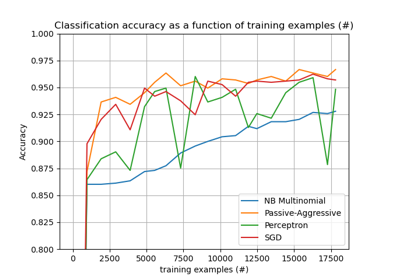 Classification accuracy as a function of training examples (#)
1.000
0.975
0.950
0.925
0.900
0.875
0.850
0.825
0.800
Accuracy
NB Multinomial
Passive-Aggressive
Perceptron
SGD
0 2500 5000 7500 10000 12500 15000 17500
training examples (#)